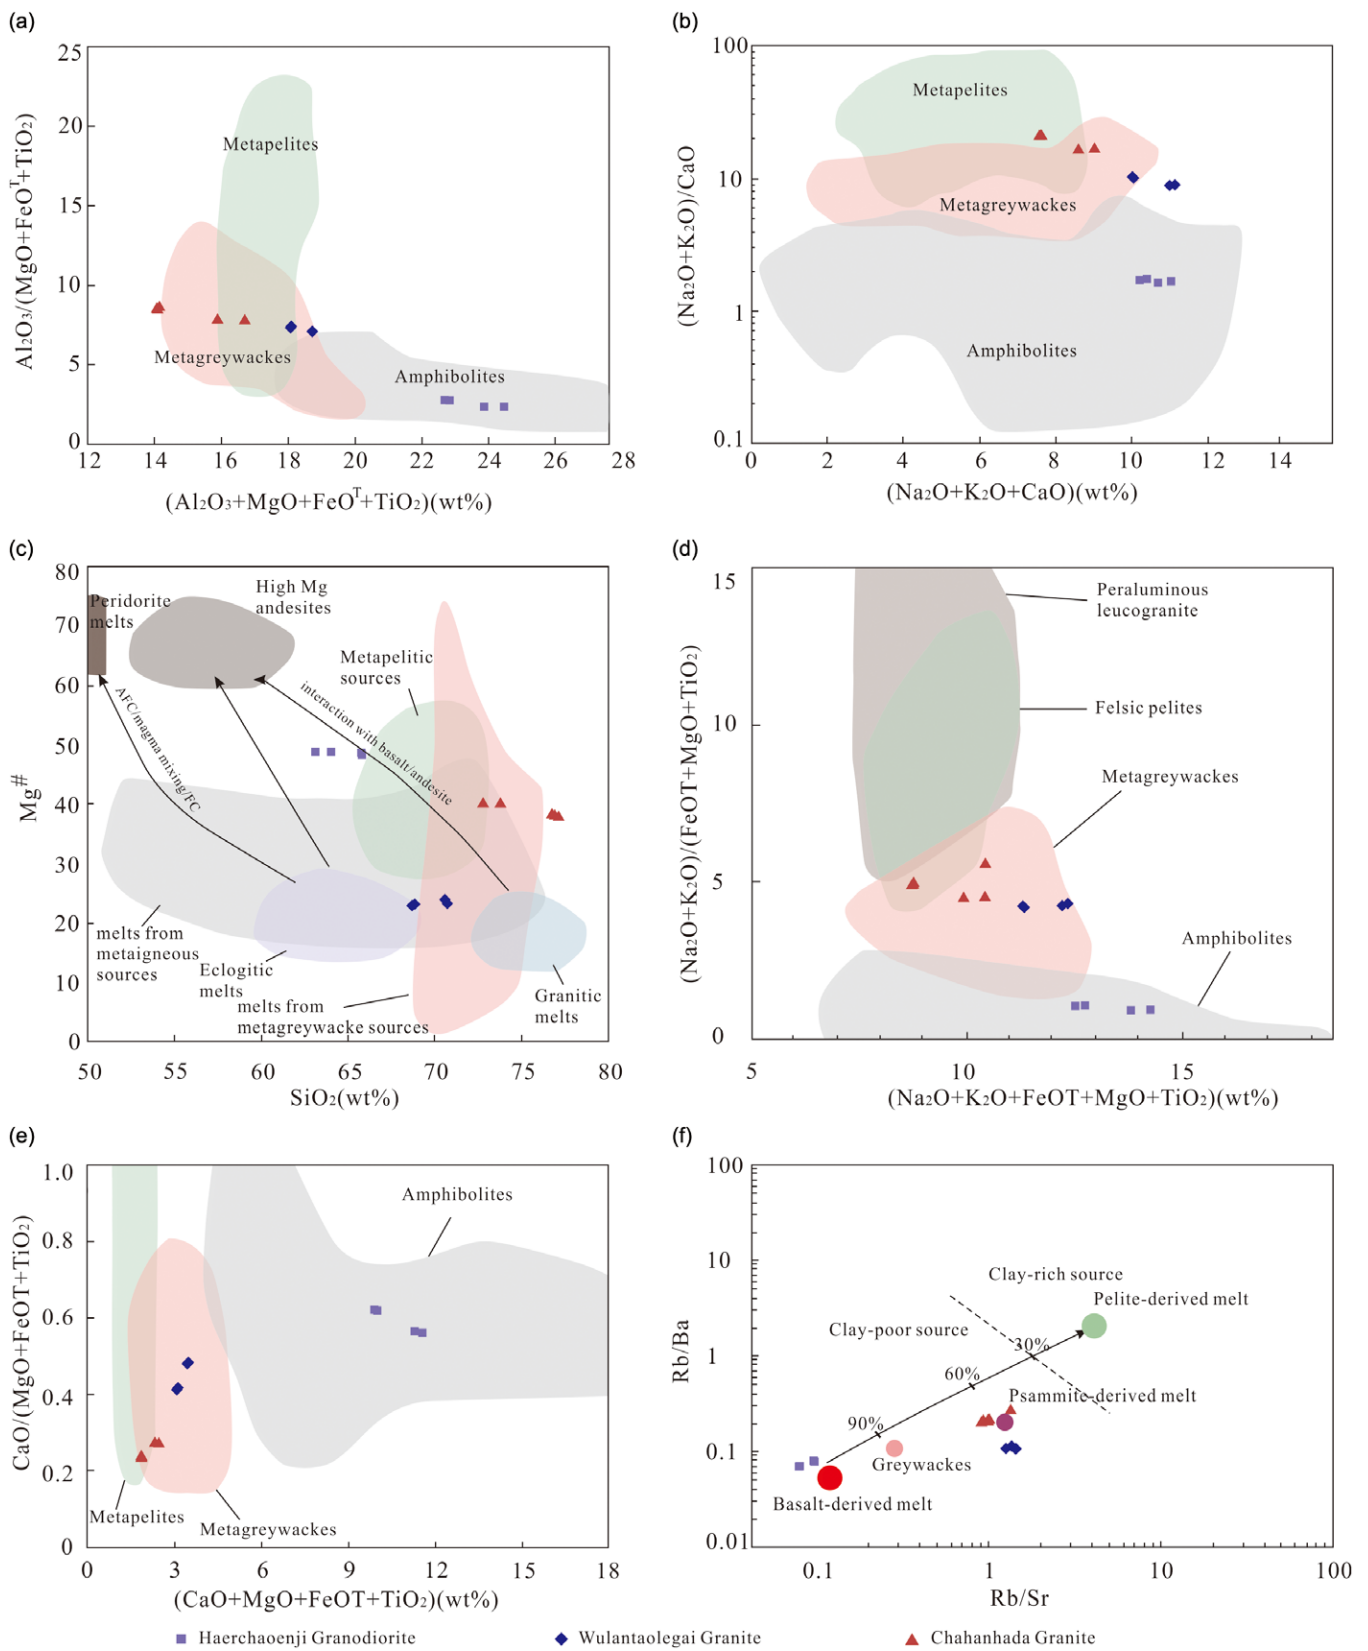 (a)
25
20
15
10
5
0
12
14
16
18
20
22
24
26
28
Al₂O₃/(MgO+FeOᵀ+TiO₂)
(Al₂O₃+MgO+FeOᵀ+TiO₂)(wt%)
Metapelites
Metagreywackes
Amphibolites
(b)
100
10
1
0.1
0
2
4
6
8
10
12
14
(Na₂O+K₂O)/CaO
(Na₂O+K₂O+CaO)(wt%)
Metapelites
Metagreywackes
Amphibolites
(c)
80
70
60
50
40
30
20
10
0
50
55
60
65
70
75
80
Mg#
SiO₂(wt%)
Peridorite
melts
High Mg
andesites
Metapelitic
sources
AFC/magma mixing/FC
interaction with basalt/andesite
melts from
metaigneous
sources
Eclogitic
melts
melts from
metagreywacke sources
Granitic
melts
(d)
15
10
5
0
5
10
15
(Na₂O+K₂O)/(FeOT+MgO+TiO₂)
(Na₂O+K₂O+FeOT+MgO+TiO₂)(wt%)
Peraluminous
leucogranite
Felsic pelites
Metagreywackes
Amphibolites
(e)
1.0
0.8
0.6
0.4
0.2
0
0
3
6
9
12
15
18
CaO/(MgO+FeOT+TiO₂)
(CaO+MgO+FeOT+TiO₂)(wt%)
Amphibolites
Metapelites
Metagreywackes
(f)
100
10
1
0.1
0.01
0.1
1
10
100
Rb/Ba
Rb/Sr
Clay-rich source
Pelite-derived melt
Clay-poor source
30%
60%
Psammite-derived melt
90%
Greywackes
Basalt-derived melt
Haerchaoenji Granodiorite
Wulantaolegai Granite
Chahanhada Granite